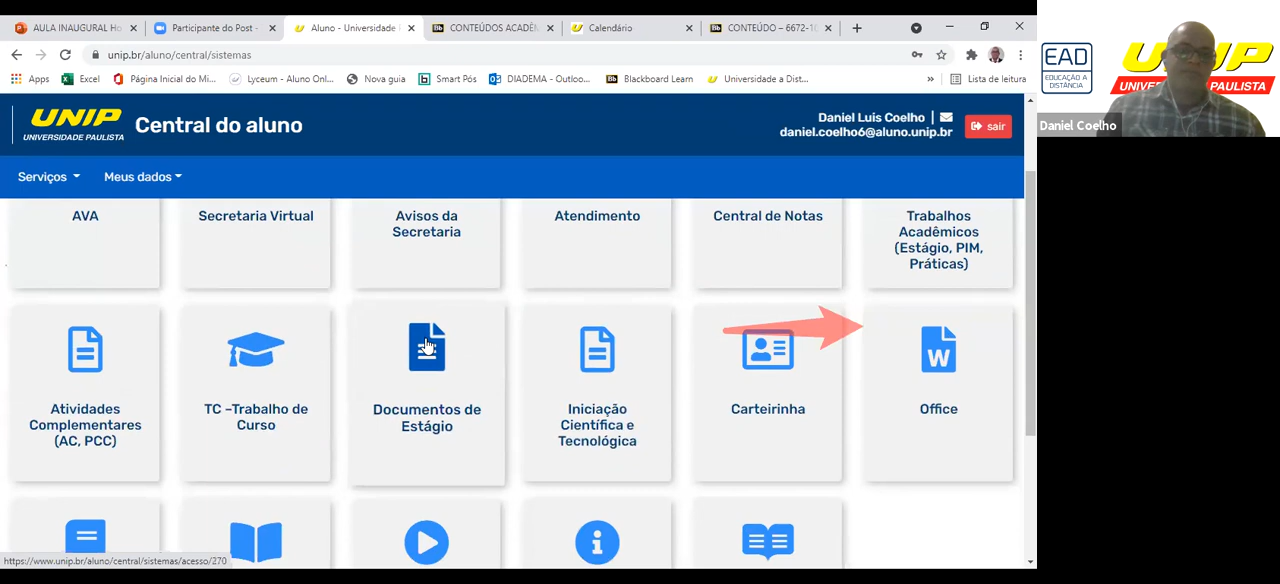 AULA INAUGRAL Ho
Participante do Post -
Aluno - Universidade
CONTEÚDOS ACADÊ
Calendário
CONTEÚDO – 6672-10
unip.br/aluno/central/sistemas
Apps
Excel
Página Inicial do Mi...
Lyceum - Aluno Onl...
Nova guia
Smart Pós
DIADEMA - Outloo...
Blackboard Learn
Universidade a Dist...
»
Lista de leitura
UNIP
UNIVERSIDADE PAULISTA
Central do aluno
Daniel Luis Coelho |
daniel.coelho6@aluno.unip.br
sair
Serviços
Meus dados
AVA
Secretaria Virtual
Avisos da
Secretaria
Atendimento
Central de Notas
Trabalhos
Acadêmicos
(Estágio, PIM,
Práticas)
Atividades
Complementares
(AC, PCC)
TC –Trabalho de
Curso
Documentos de
Estágio
Iniciação
Científica e
Tecnológica
Carteirinha
W
Office
https://www.unip.br/aluno/central/sistemas/acesso/270
EAD
EDUCAÇÃO A
DISTÂNCIA
PAULISTA
Daniel Coelho